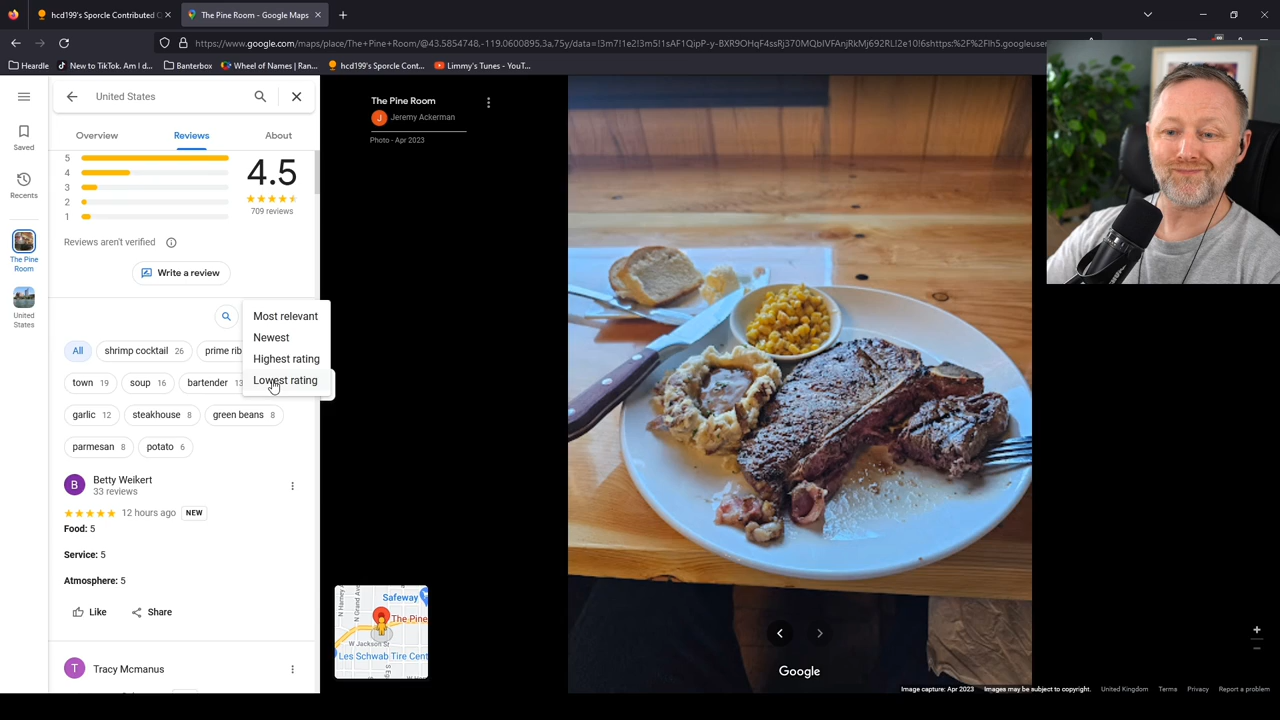 hcd199's Sporcle Contributed C
The Pine Room - Google Maps
https://www.google.com/maps/place/The+Pine+Room/@43.5854748,-119.0600895,3a,75y/data=!3m7!1e2!3m5!1sAF1QipP-y-BXR9OHqF4ssRj370MQbIVFAnjRkMj692RL!2e10!6shttps:%2F%2Flh5.googleuse
Heardle
New to TikTok. Am I d...
Banterbox
Wheel of Names | Ran...
hcd199's Sporcle Cont...
Limmy's Tunes - YouT...
United States
Saved
Recents
The Pine
Room
United
States
Overview
Reviews
About
5
4
3
2
1
4.5
709 reviews
Reviews aren't verified
Write a review
Most relevant
Newest
Highest rating
Lowest rating
All
shrimp cocktail 26
prime rib
town 19
soup 16
bartender 13
garlic 12
steakhouse 8
green beans 8
parmesan 8
potato 6
B
Betty Weikert
33 reviews
12 hours ago NEW
Food: 5
Service: 5
Atmosphere: 5
Like
Share
T
Tracy Mcmanus
The Pine Room
J
Jeremy Ackerman
Photo - Apr 2023
N Harney A
N Grand Ave
Safeway
The Pine
W Jackson St
Les Schwab Tire Cent
Google
Image capture: Apr 2023
Images may be subject to copyright.
United Kingdom
Terms
Privacy
Report a problem